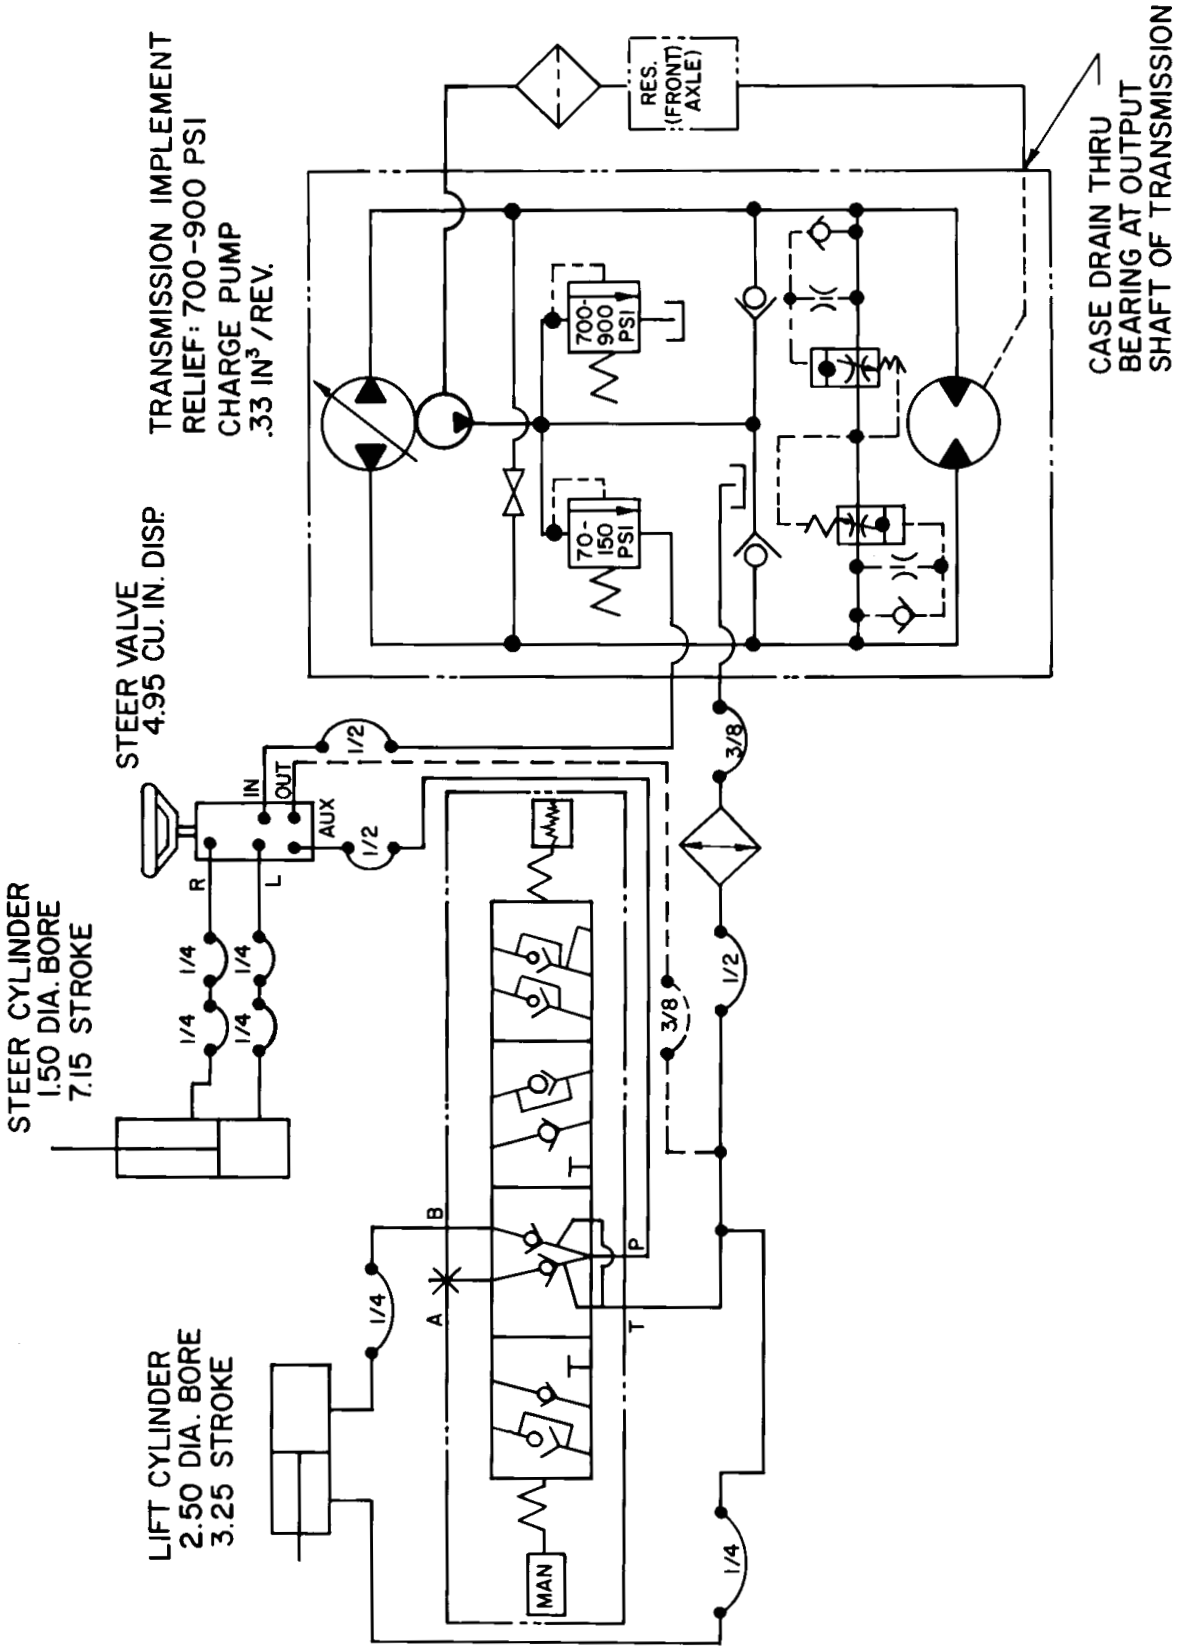 LIFT CYLINDER
2.50 DIA. BORE
3.25 STROKE
STEER CYLINDER
1.50 DIA. BORE
7.15 STROKE
STEER VALVE
4.95 CU. IN. DISP.
TRANSMISSION IMPLEMENT
RELIEF: 700-900 PSI
CHARGE PUMP
.33 IN³/REV.
1/4
1/4
1/4
1/4
R
L
IN
OUT
AUX
1/2
1/2
1/4
A
B
MAN
T
P
3/8
1/4
1/2
3/8
70-
150
PSI
700-
900
PSI
RES.
(FRONT)
AXLE)
CASE DRAIN THRU
BEARING AT OUTPUT
SHAFT OF TRANSMISSION